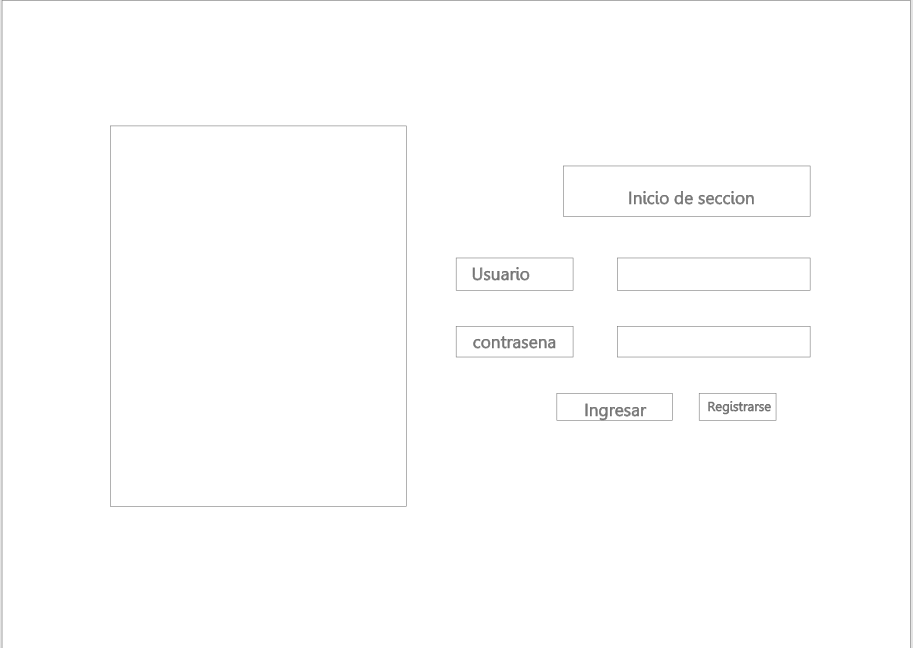 Inicio de seccion
Usuario
contrasena
Ingresar
Registrarse